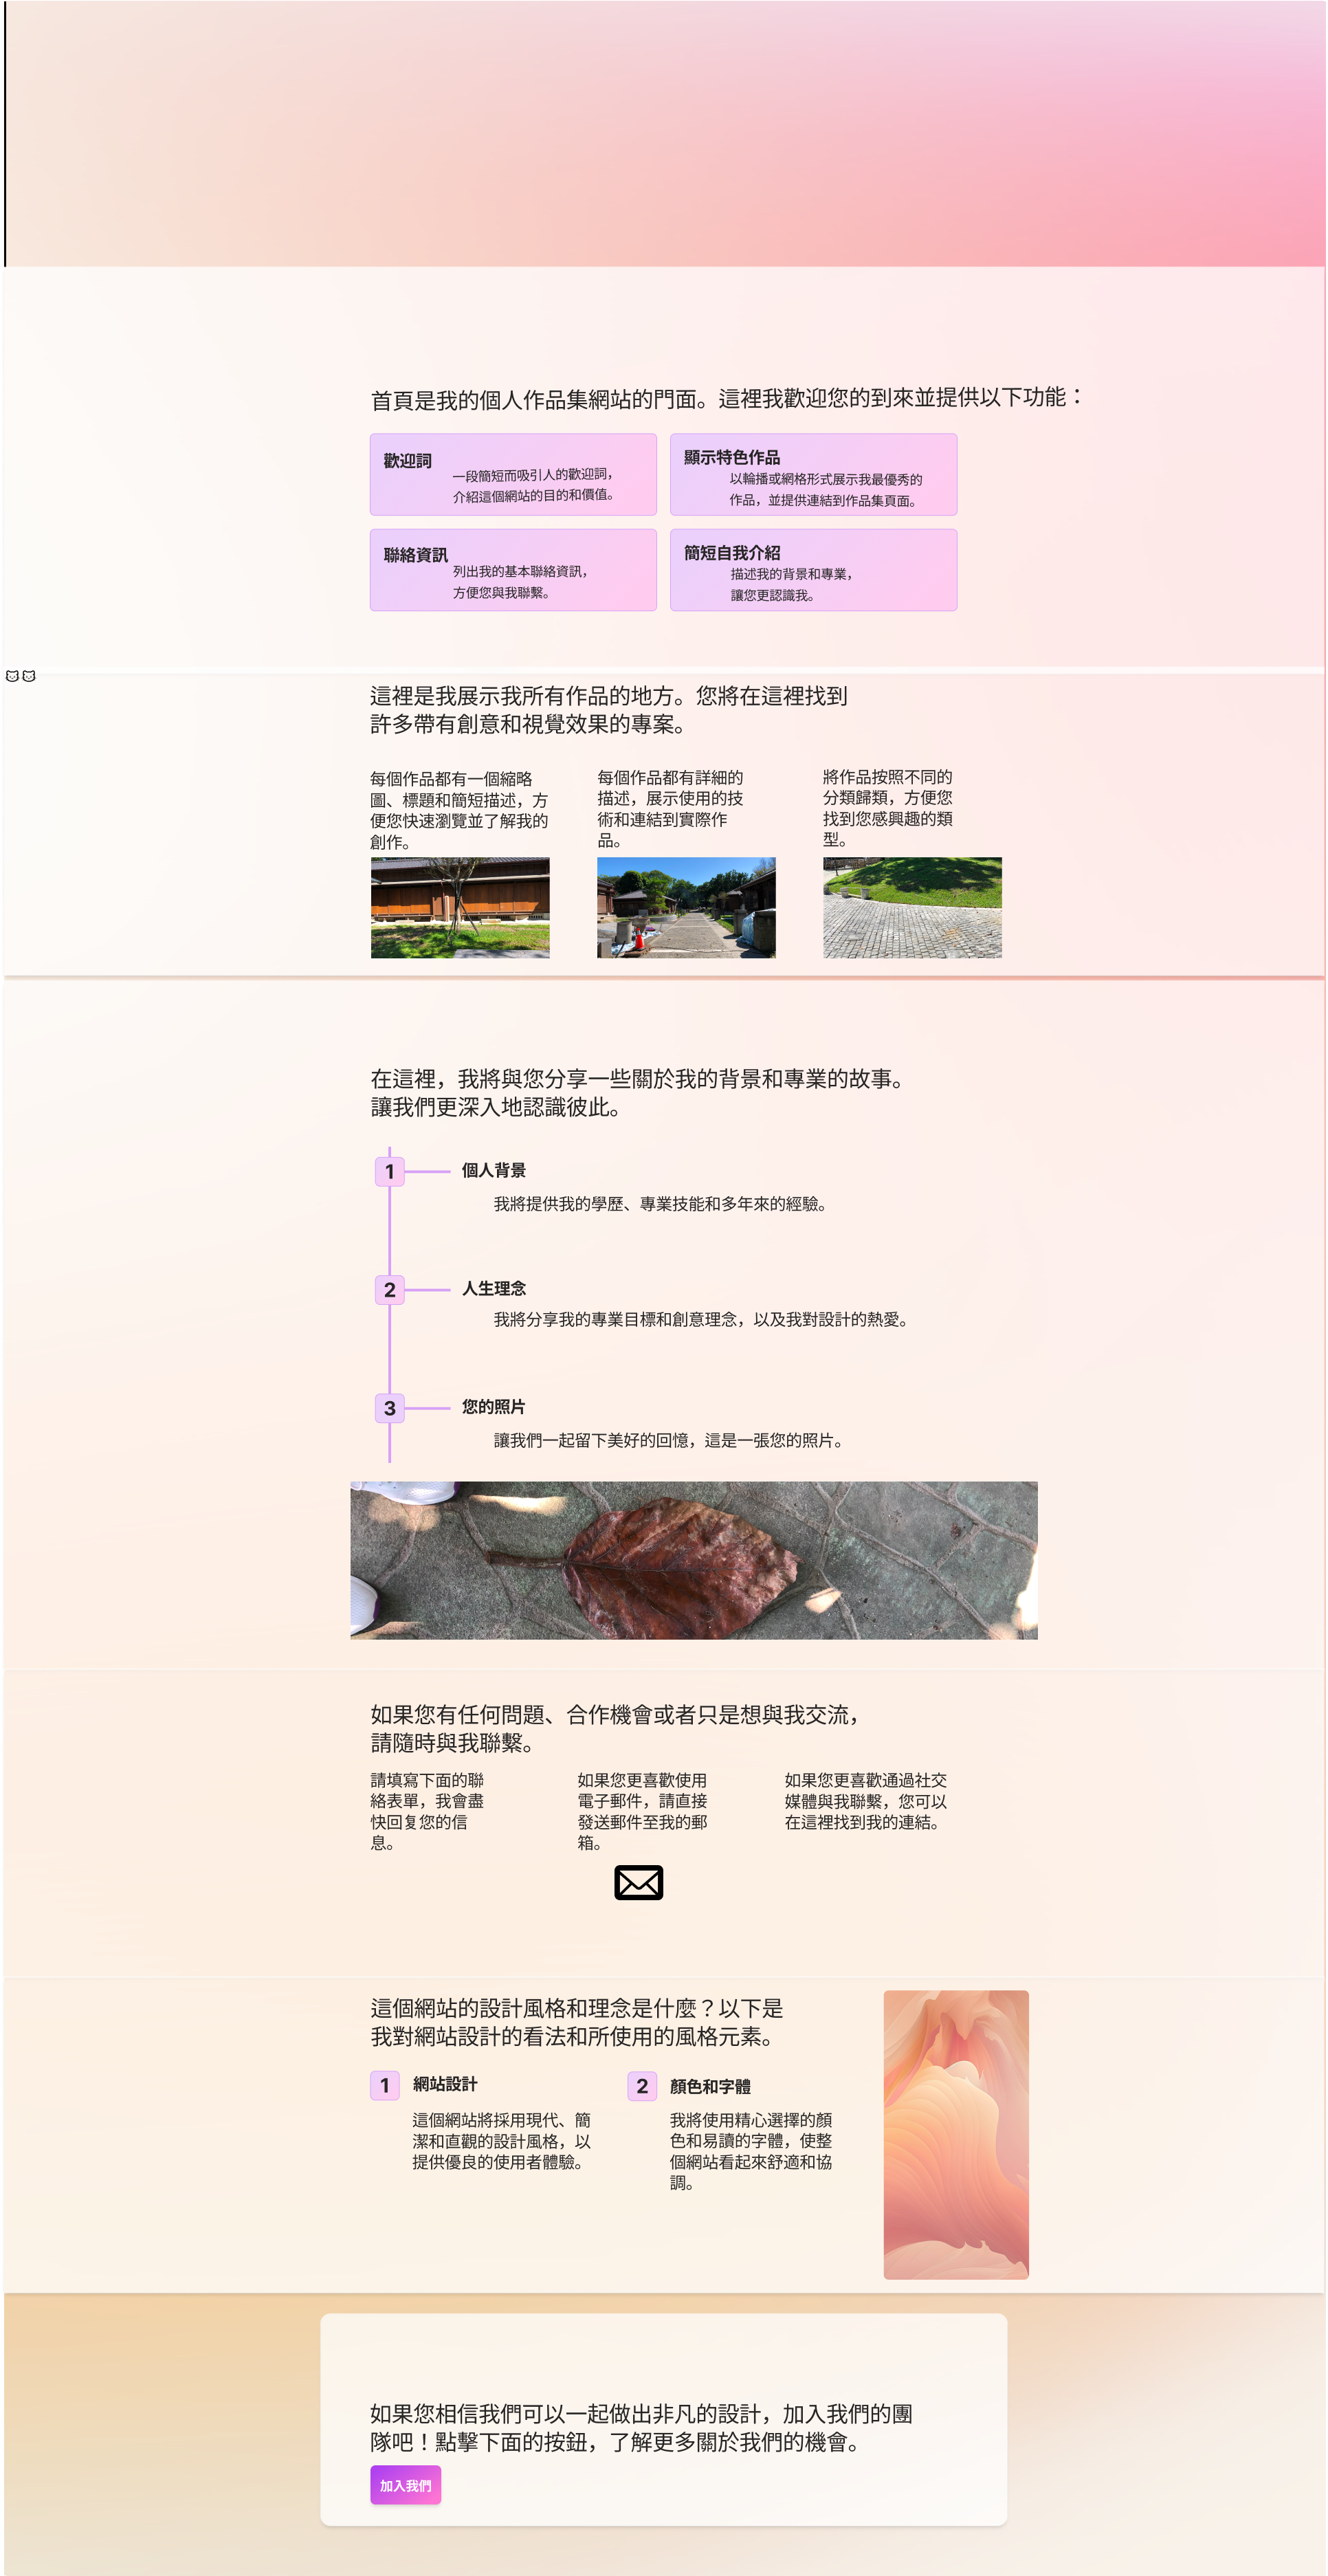 首頁是我的個人作品集網站的門面。這裡我歡迎您的到來並提供以下功能：
歡迎詞
一段簡短而吸引人的歡迎詞，
介紹這個網站的目的和價值。
顯示特色作品
以輪播或網格形式展示我最優秀的
作品，並提供連結到作品集頁面。
聯絡資訊
列出我的基本聯絡資訊，
方便您與我聯繫。
簡短自我介紹
描述我的背景和專業，
讓您更認識我。
這裡是我展示我所有作品的地方。您將在這裡找到
許多帶有創意和視覺效果的專案。
每個作品都有一個縮略
圖、標題和簡短描述，方
便您快速瀏覽並了解我的
創作。
每個作品都有詳細的
描述，展示使用的技
術和連結到實際作
品。
將作品按照不同的
分類歸類，方便您
找到您感興趣的類
型。
在這裡，我將與您分享一些關於我的背景和專業的故事。
讓我們更深入地認識彼此。
1
個人背景
我將提供我的學歷、專業技能和多年來的經驗。
2
人生理念
我將分享我的專業目標和創意理念，以及我對設計的熱愛。
3
您的照片
讓我們一起留下美好的回憶，這是一張您的照片。
如果您有任何問題、合作機會或者只是想與我交流，
請隨時與我聯繫。
請填寫下面的聯
絡表單，我會盡
快回复您的信
息。
如果您更喜歡使用
電子郵件，請直接
發送郵件至我的郵
箱。
如果您更喜歡通過社交
媒體與我聯繫，您可以
在這裡找到我的連結。
這個網站的設計風格和理念是什麼？以下是
我對網站設計的看法和所使用的風格元素。
1
網站設計
這個網站將採用現代、簡
潔和直觀的設計風格，以
提供優良的使用者體驗。
2
顏色和字體
我將使用精心選擇的顏
色和易讀的字體，使整
個網站看起來舒適和協
調。
如果您相信我們可以一起做出非凡的設計，加入我們的團
隊吧！點擊下面的按鈕，了解更多關於我們的機會。
加入我們